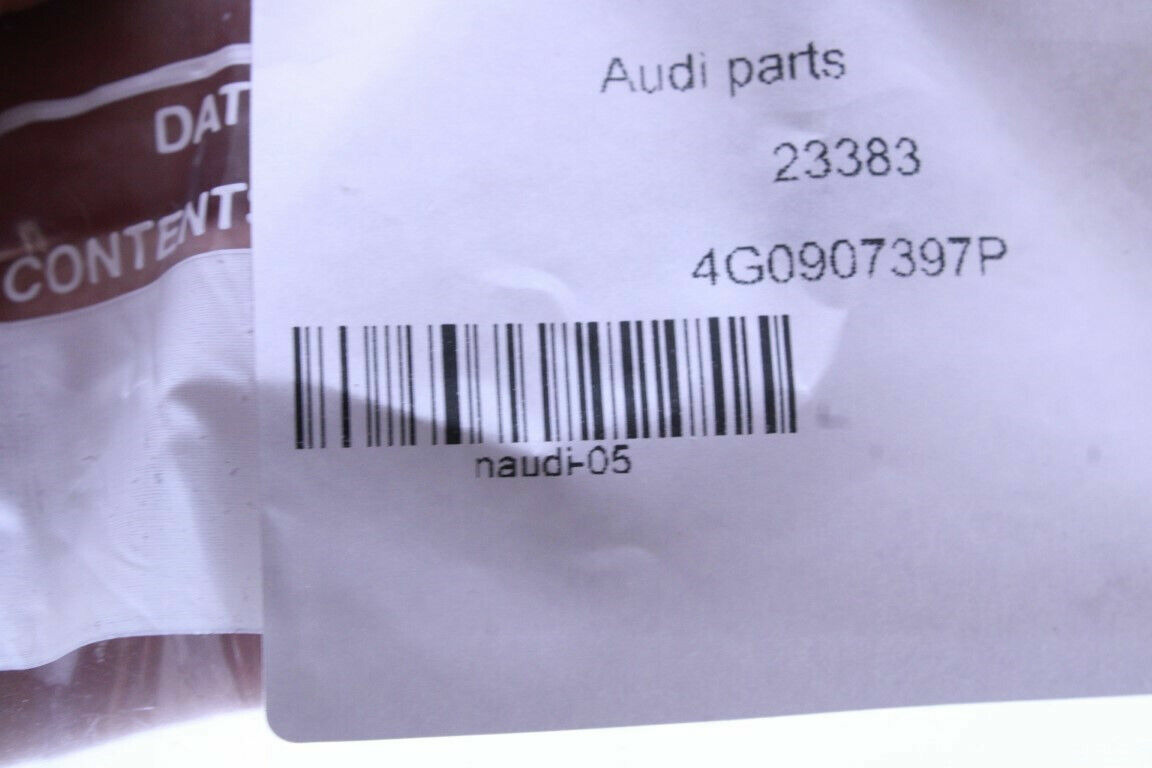 Audi parts
23383
4G0907397P
naudi-05
DAT
CONTENTS